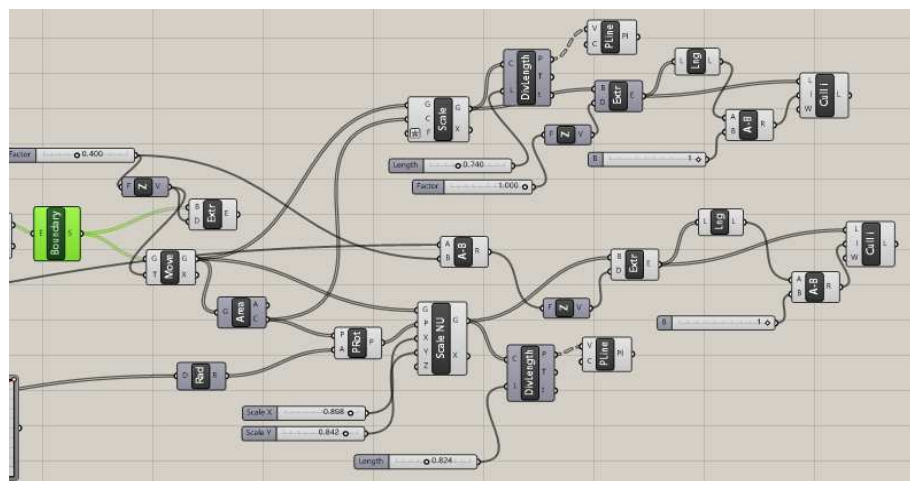 V C PLine Pl
C L DivLength P T t
L Lng L
B D Extr E
L I W Cull i L
G C F Scale G X
A B A-B R
F Z V
Factor 0.400
Length 0.740
B 1
Factor 1.000
F Z V
E Boundary S
B D Extr E
L Lng L
L I W Cull i L
G T Move G X
A B A-B R
B D Extr E
A B A-B R
G Area A C
F Z V
G P X Y Z Scale NU G X
B 1
P A PRot P
V C PLine Pl
C L DivLength P T t
D Rad R
Scale X 0.898
Scale Y 0.842
Length 0.824